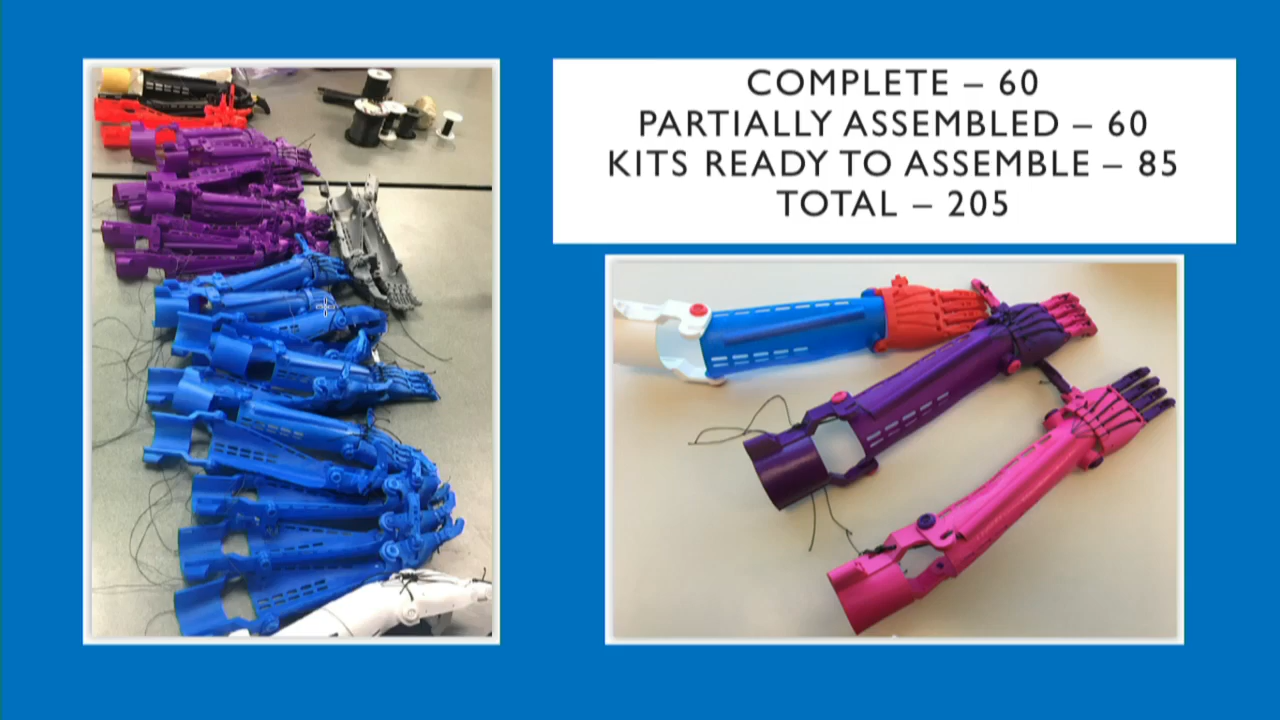 COMPLETE – 60
PARTIALLY ASSEMBLED – 60
KITS READY TO ASSEMBLE – 85
TOTAL – 205